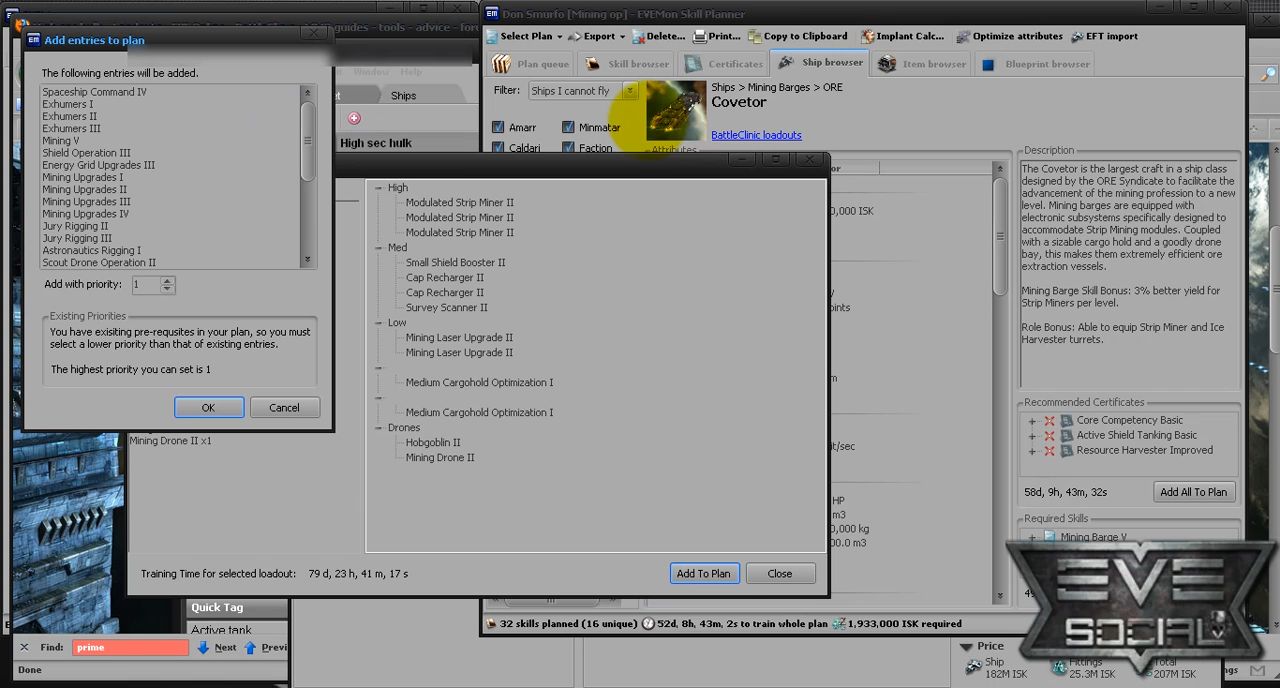 Don Smurfo [Mining op] - EVEMon Skill Planner
Select Plan
Export
Delete...
Print...
Copy to Clipboard
Implant Calc...
Optimize attributes
EFT import
Plan queue
Skill browser
Certificates
Ship browser
Item browser
Blueprint browser
Filter:
Ships I cannot fly
Amarr
Minmatar
Caldari
Faction
Ships > Mining Barges > ORE
Covetor
BattleClinic loadouts
Attributes
guides - tools - advice - for
Window
Help
Ships
High sec hulk
Add entries to plan
The following entries will be added.
Spaceship Command IV
Exhumers I
Exhumers II
Exhumers III
Mining V
Shield Operation III
Energy Grid Upgrades III
Mining Upgrades I
Mining Upgrades II
Mining Upgrades III
Mining Upgrades IV
Jury Rigging II
Jury Rigging III
Astronautics Rigging I
Scout Drone Operation II
Add with priority:
1
Existing Priorities
You have exisiting pre-requsites in your plan, so you must
select a lower priority than that of existing entries.
The highest priority you can set is 1
OK
Cancel
Mining Drone II x1
High
Modulated Strip Miner II
Modulated Strip Miner II
Modulated Strip Miner II
Med
Small Shield Booster II
Cap Recharger II
Cap Recharger II
Survey Scanner II
Low
Mining Laser Upgrade II
Mining Laser Upgrade II
Medium Cargohold Optimization I
Medium Cargohold Optimization I
Drones
Hobgoblin II
Mining Drone II
Training Time for selected loadout: 79 d, 23 h, 41 m, 17 s
Add To Plan
Close
Description
The Covetor is the largest craft in a ship class
designed by the ORE Syndicate to facilitate the
advancement of the mining profession to a new
level. Mining barges are equipped with
electronic subsystems specifically designed to
accommodate Strip Mining modules. Coupled
with a sizable cargo hold and a goodly drone
bay, this makes them extremely efficient ore
extraction vessels.
Mining Barge Skill Bonus: 3% better yield for
Strip Miners per level.
Role Bonus: Able to equip Strip Miner and Ice
Harvester turrets.
Recommended Certificates
Core Competency Basic
Active Shield Tanking Basic
Resource Harvester Improved
58d, 9h, 43m, 32s
Add All To Plan
Required Skills
Mining Barge V
32 skills planned (16 unique)
52d, 8h, 43m, 2s to train whole plan
1,933,000 ISK required
Quick Tag
Active tank
Find:
prime
Next
Done
Price
Ship
182M ISK
Fittings
25.3M ISK
Total
207M ISK
EVE
SOCIAL